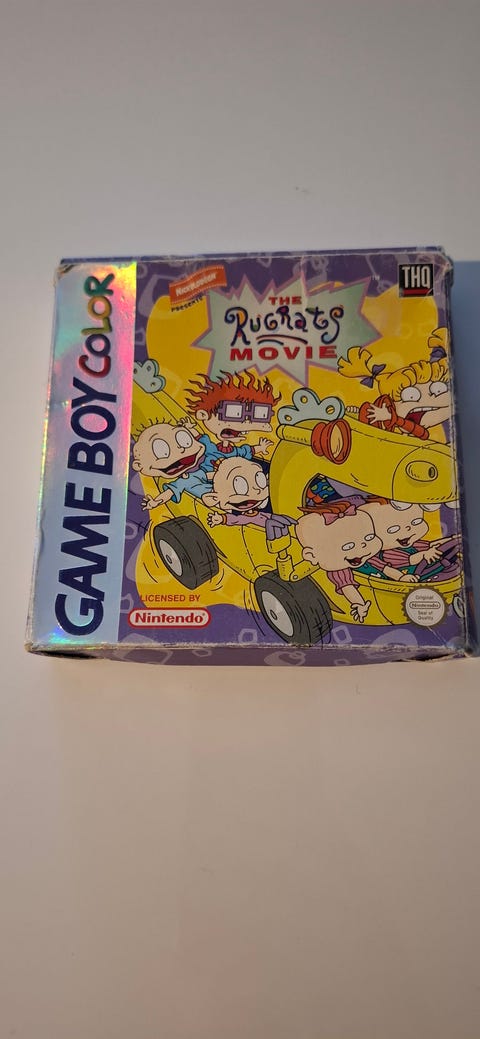 GAME BOY COLOR
NICKELODEON
PRESENTS
THE
RUGRATS
MOVIE
THQ
LICENSED BY
Nintendo
Original
Nintendo
Seal of
Quality